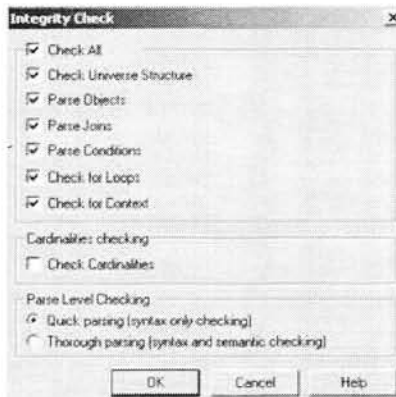 Integrity Check
Check All
Check Universe Structure
Parse Objects
Parse Joins
Parse Conditions
Check for Loops
Check for Context
Cardinalities checking
Check Cardinalities
Parse Level Checking
Quick parsing (syntax only checking)
Thorough parsing (syntax and semantic checking)
OK Cancel Help